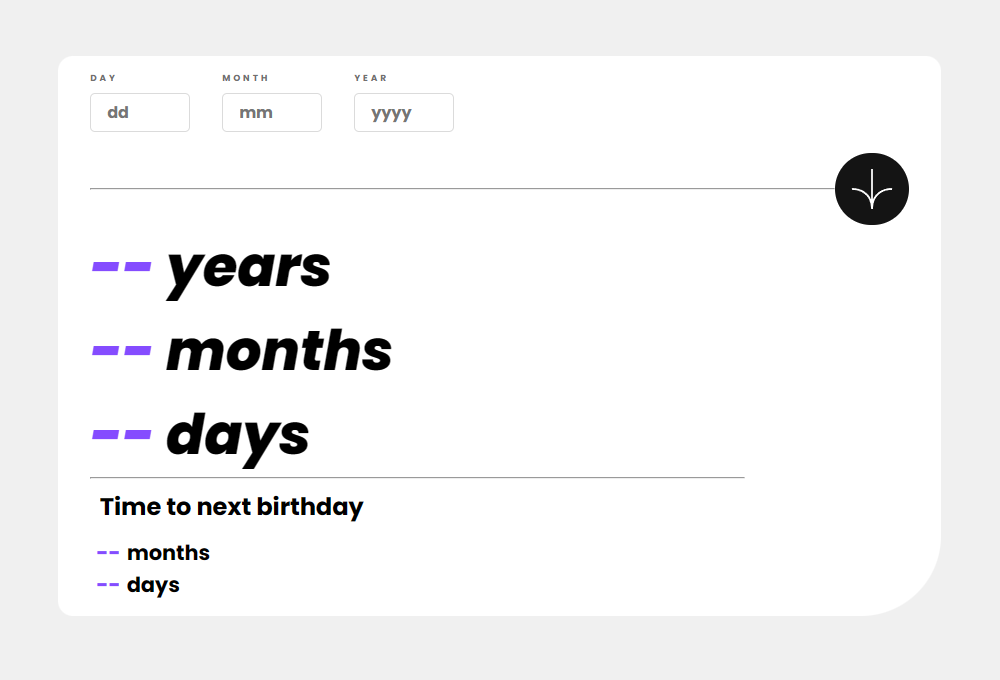 DAY MONTH YEAR
dd mm yyyy
-- years
-- months
-- days
Time to next birthday
-- months
-- days